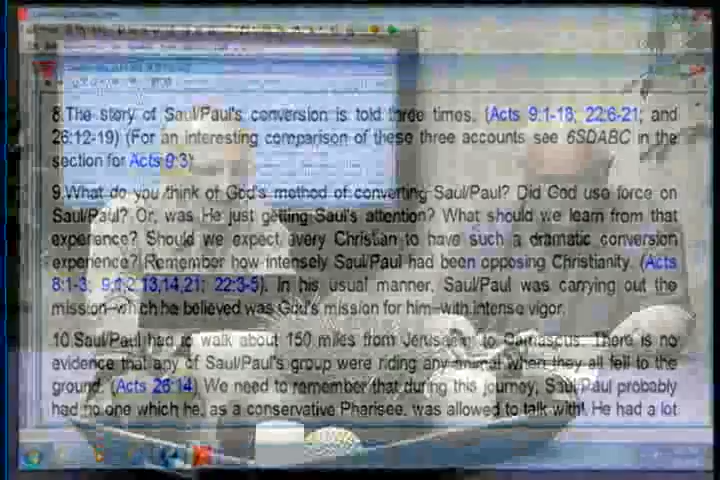 8.The story of Saul/Paul's conversion is told three times. (Acts 9:1-18; 22:6-21; and
26:12-19) (For an interesting comparison of these three accounts see 6SDABC in the
section for Acts 9:3)
9.What do you think of God's method of converting Saul/Paul? Did God use force on
Saul/Paul? Or, was He just getting Saul's attention? What should we learn from that
experience? Should we expect every Christian to have such a dramatic conversion
experience? Remember how intensely Saul/Paul had been opposing Christianity. (Acts
8:1-3; 9:1,2,13,14,21; 22:3-5). In his usual manner, Saul/Paul was carrying out the
mission–which he believed was God's mission for him–with intense vigor.
10.Saul/Paul had to walk about 150 miles from Jerusalem to Damascus. There is no
evidence that any of Saul/Paul's group were riding any animal when they all fell to the
ground. (Acts 26:14) We need to remember that during this journey, Saul/Paul probably
had no one which he, as a conservative Pharisee, was allowed to talk with! He had a lot